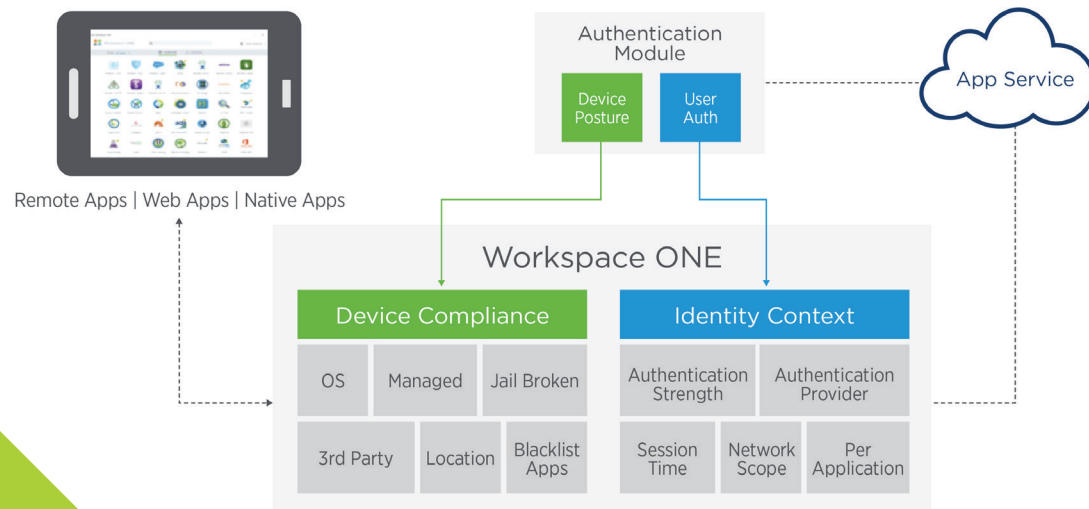 Authentication
Module
Device
Posture
User
Auth
App Service
Remote Apps | Web Apps | Native Apps
Workspace ONE
Device Compliance
Identity Context
OS
Managed
Jail Broken
Authentication
Strength
Authentication
Provider
3rd Party
Location
Blacklist
Apps
Session
Time
Network
Scope
Per
Application